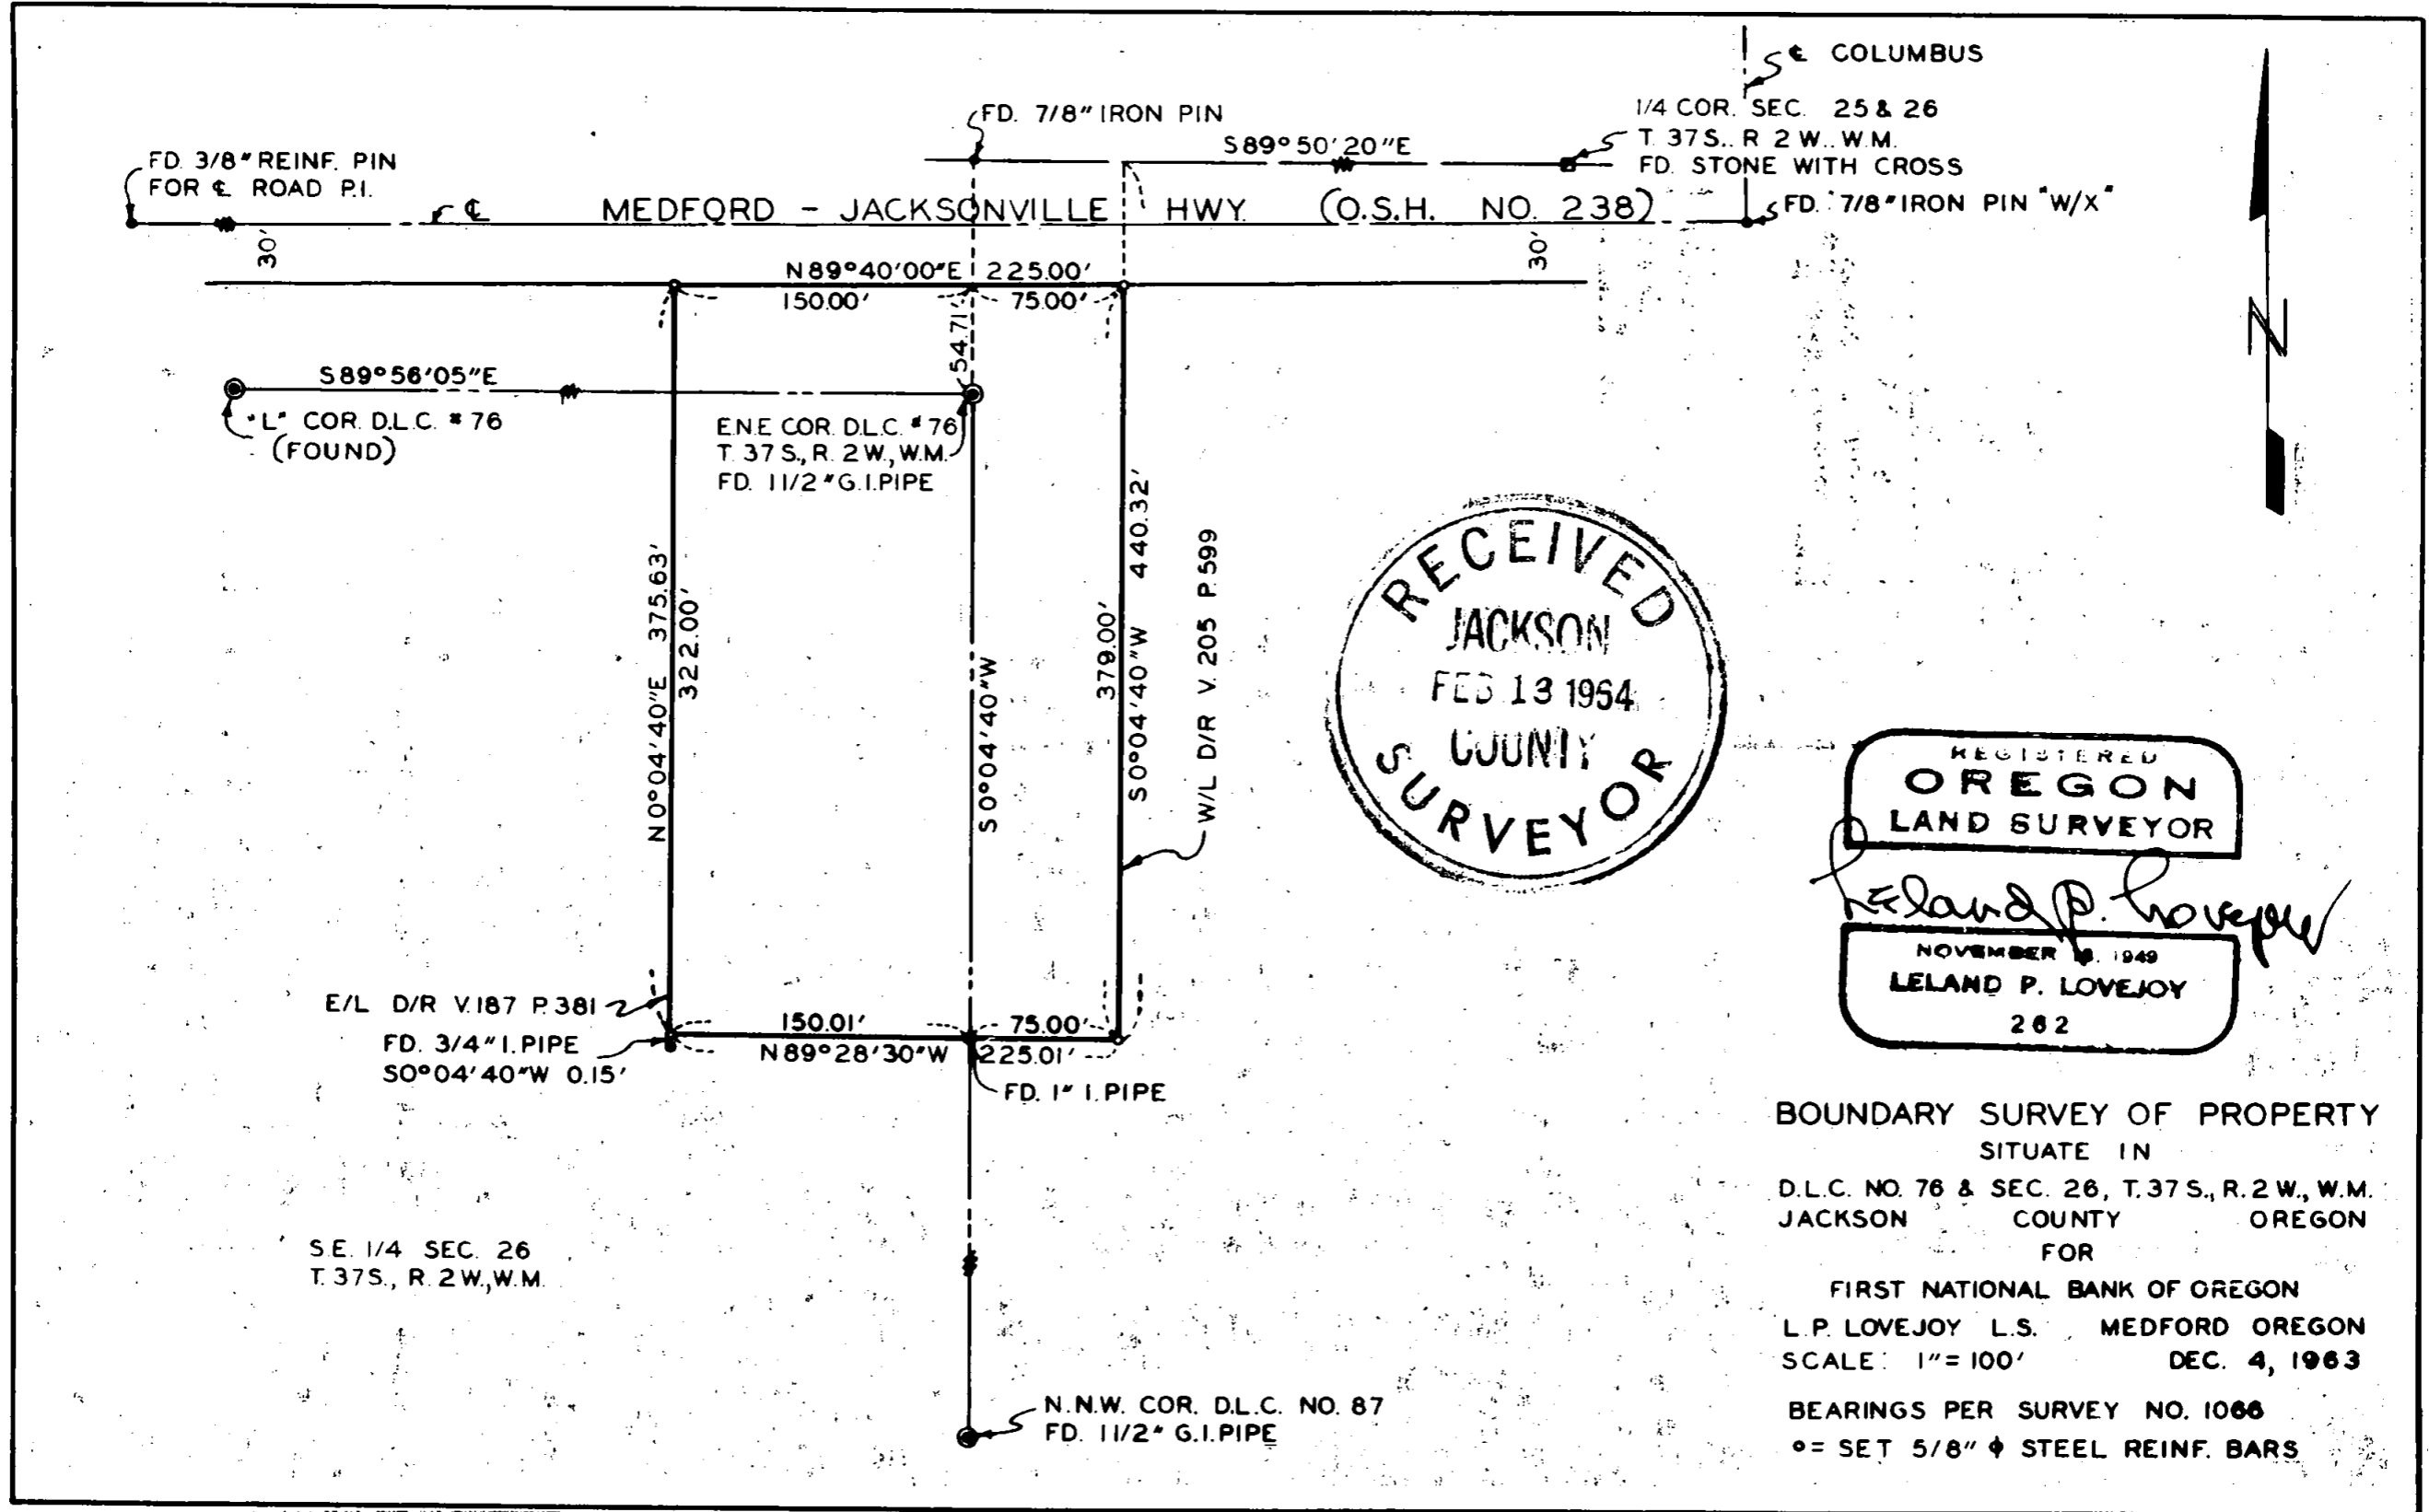 ℄ COLUMBUS
FD. 7/8" IRON PIN
1/4 COR. SEC. 25 & 26
T. 37S., R 2 W., W.M.
FD. STONE WITH CROSS
S89°50'20"E
FD. 3/8" REINF. PIN
FOR ℄ ROAD P.I.
℄ MEDFORD - JACKSONVILLE HWY. (O.S.H. NO. 238)
FD. 7/8" IRON PIN "W/X"
30'
30'
N89°40'00"E 225.00'
150.00' 75.00'
54.71'
S89°56'05"E
"L" COR. D.L.C. #76
(FOUND)
E.N.E COR. D.L.C. #76
T. 37 S., R. 2 W., W.M.
FD. 1 1/2" G.I. PIPE
N0°04'40"E 375.63'
322.00'
S0°04'40"W
379.00'
S0°04'40"W 440.32'
W/L D/R V. 205 P. 599
RECEIVED
JACKSON
FEB 13 1964
COUNTY
SURVEYOR
REGISTERED
OREGON
LAND SURVEYOR
Leland P. Lovejoy
NOVEMBER 1949
LELAND P. LOVEJOY
262
E/L D/R V. 187 P. 381
FD. 3/4" I. PIPE
S0°04'40"W 0.15'
150.01' 75.00'
N89°28'30"W 225.01'
FD. 1" I. PIPE
S.E. 1/4 SEC. 26
T. 37S., R. 2 W., W.M.
N.N.W. COR. D.L.C. NO. 87
FD. 1 1/2" G.I. PIPE
N
BOUNDARY SURVEY OF PROPERTY
SITUATE IN
D.L.C. NO. 76 & SEC. 26, T. 37 S., R. 2 W., W.M.
JACKSON COUNTY OREGON
FOR
FIRST NATIONAL BANK OF OREGON
L.P. LOVEJOY L.S. MEDFORD OREGON
SCALE: 1" = 100' DEC. 4, 1963
BEARINGS PER SURVEY NO. 1066
o = SET 5/8" ϕ STEEL REINF. BARS